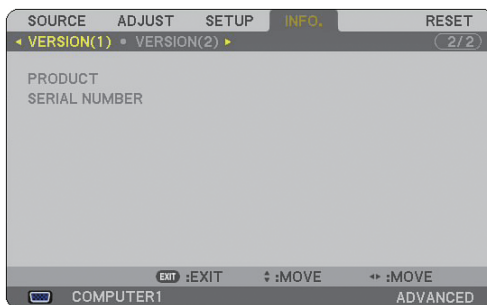 SOURCE ADJUST SETUP INFO. RESET
VERSION(1) VERSION(2) 2/2
PRODUCT
SERIAL NUMBER
EXIT :EXIT :MOVE :MOVE
COMPUTER1 ADVANCED